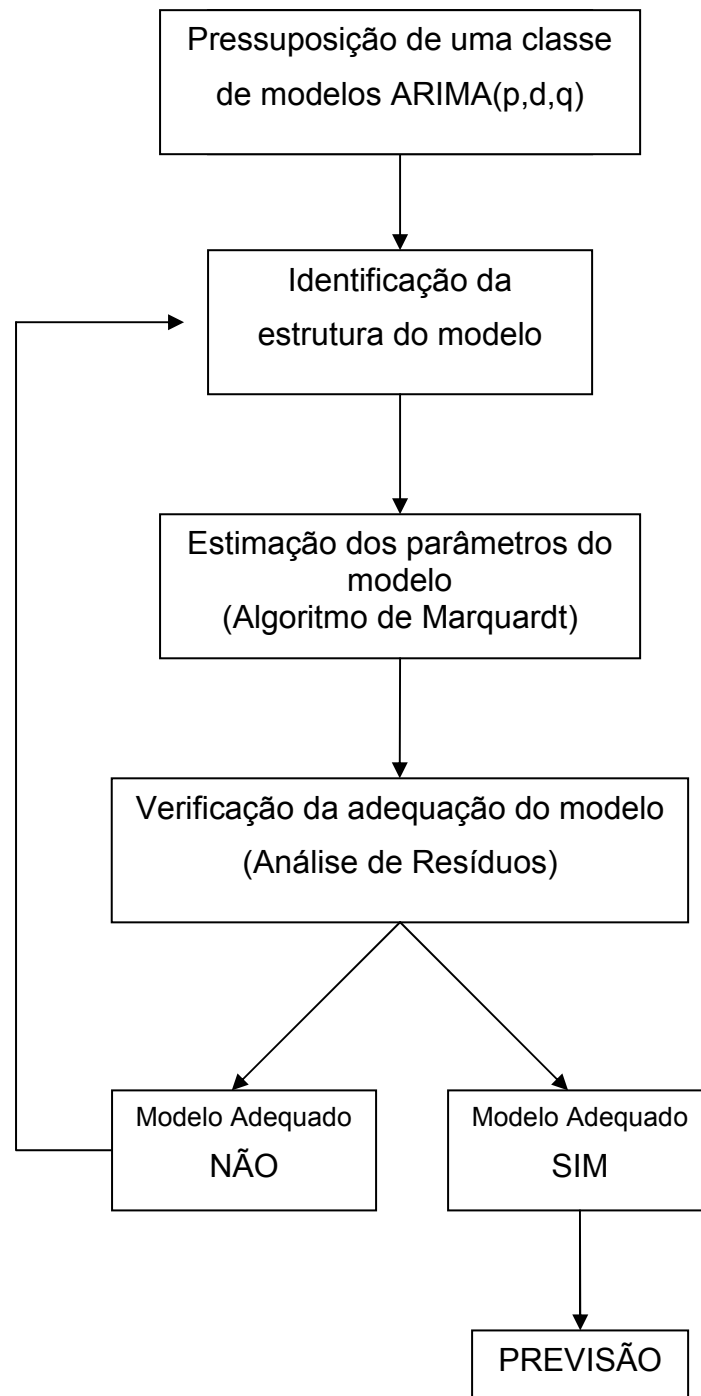 Pressuposição de uma classe
de modelos ARIMA(p,d,q)
Identificação da
estrutura do modelo
Estimação dos parâmetros do
modelo
(Algoritmo de Marquardt)
Verificação da adequação do modelo
(Análise de Resíduos)
Modelo Adequado
NÃO
Modelo Adequado
SIM
PREVISÃO